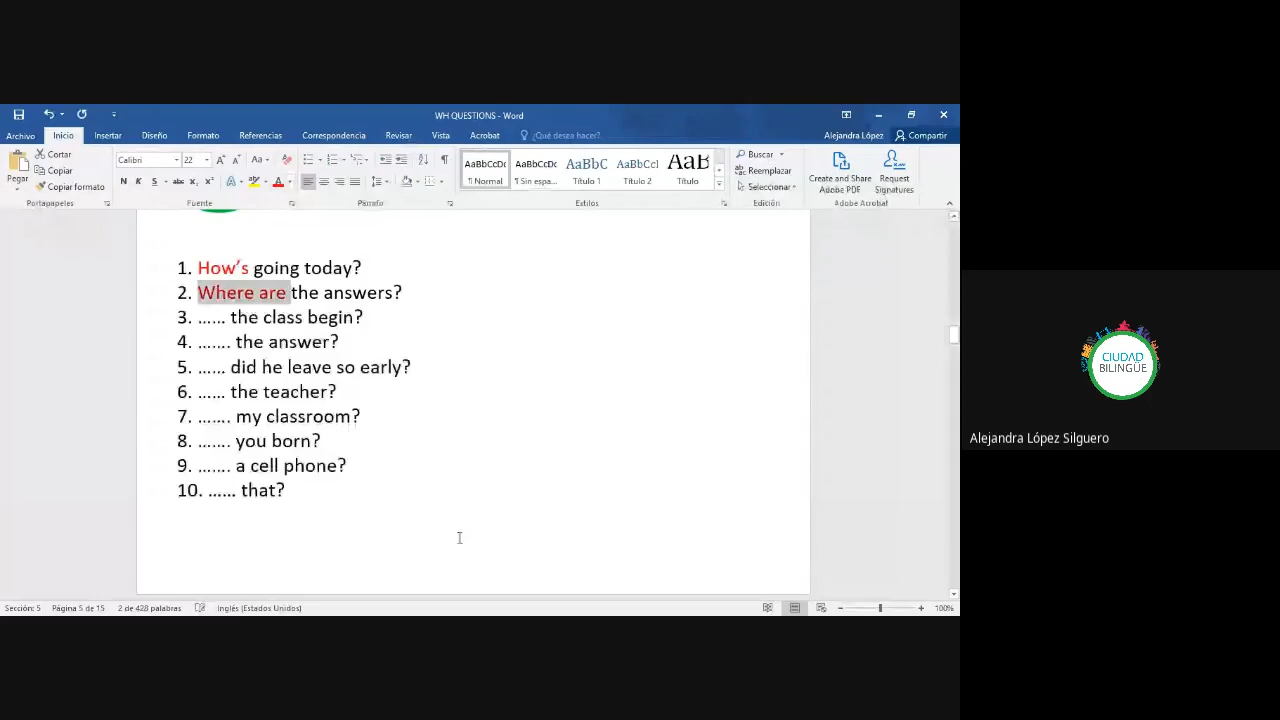 WH QUESTIONS - Word
Archivo Inicio Insertar Diseño Formato Referencias Correspondencia Revisar Vista Acrobat ¿Qué desea hacer? Alejandra López Compartir
Pegar
Cortar
Copiar
Copiar formato
Calibri 22 Aa
N K S abc x₂ x² A A
AaBbCcDc AaBbCcDc AaBbC AaBbCcI AaB
¶ Normal ¶ Sin espa... Título 1 Título 2 Título
Buscar
Reemplazar
Seleccionar
Create and Share Adobe PDF
Request Signatures
Portapapeles Fuente Párrafo Estilos Edición Adobe Acrobat
1. How's going today?
2. Where are the answers?
3. …… the class begin?
4. ……. the answer?
5. …… did he leave so early?
6. …… the teacher?
7. ……. my classroom?
8. ……. you born?
9. ……. a cell phone?
10. …… that?
CIUDAD
BILINGÜE
Alejandra López Silguero
Sección: 5 Página 5 de 15 2 de 428 palabras Inglés (Estados Unidos) 100%